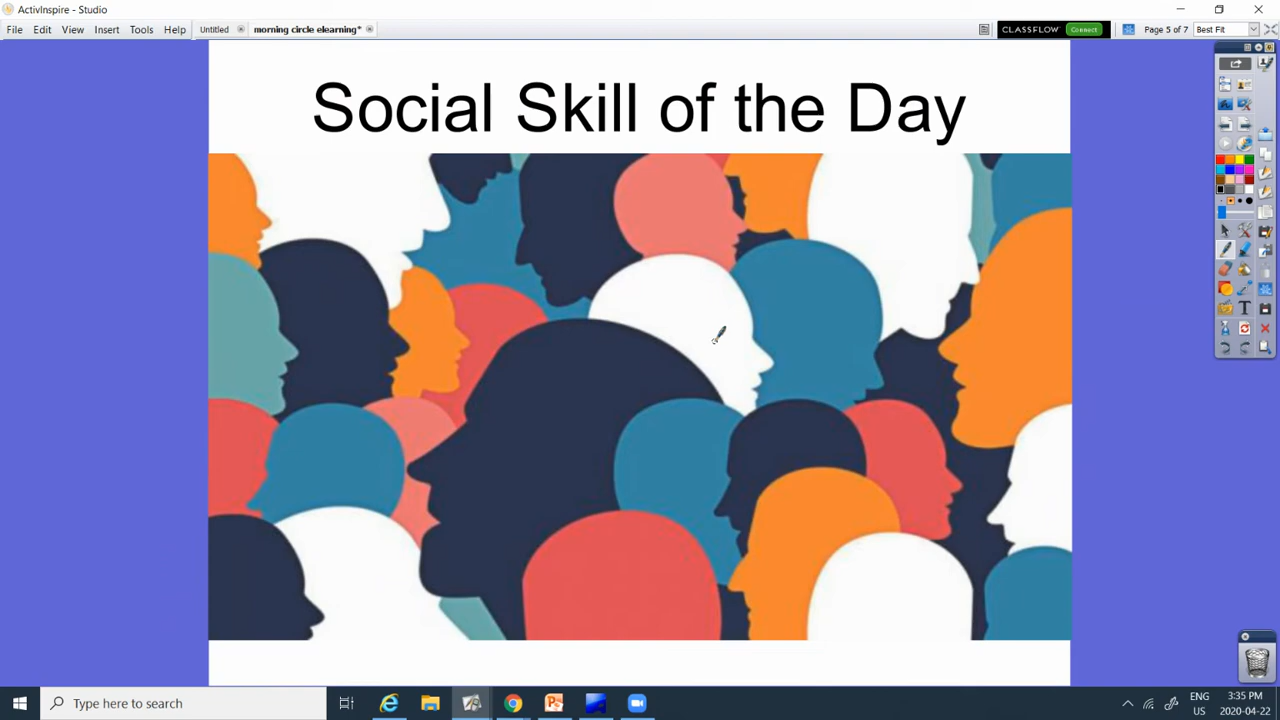 ActivInspire - Studio
File Edit View Insert Tools Help
Untitled
morning circle elearning*
CLASSFLOW Connect
Page 5 of 7
Best Fit
Social Skill of the Day
T
Type here to search
ENG
US
3:35 PM
2020-04-22